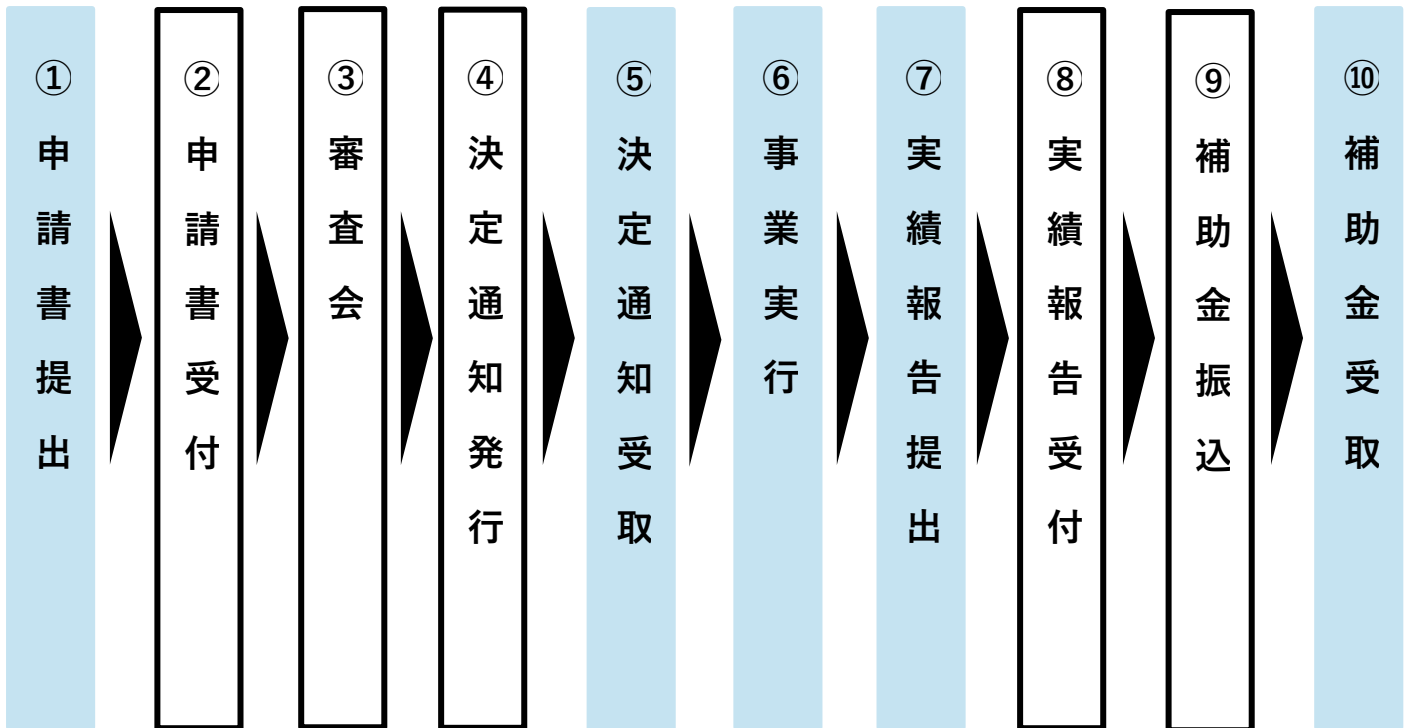 ①申請書提出
②申請書受付
③審査会
④決定通知発行
⑤決定通知受取
⑥事業実行
⑦実績報告提出
⑧実績報告受付
⑨補助金振込
⑩補助金受取